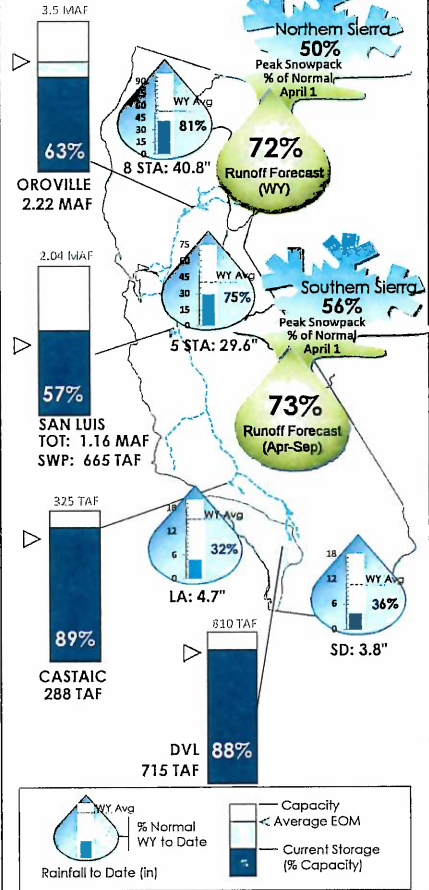 3.5 MAF
63%
OROVILLE
2.22 MAF
90
60
45
30
15
0
WY Avg
81%
8 STA: 40.8"
Northern Sierra
50%
Peak Snowpack
% of Normal
April 1
72%
Runoff Forecast
(WY)
2.04 MAF
57%
SAN LUIS
TOT: 1.16 MAF
SWP: 665 TAF
75
60
45
30
15
0
WY Avg
75%
5 STA: 29.6"
Southern Sierra
56%
Peak Snowpack
% of Normal
April 1
73%
Runoff Forecast
(Apr-Sep)
325 TAF
89%
CASTAIC
288 TAF
18
12
6
0
WY Avg
32%
LA: 4.7"
18
12
6
0
WY Avg
36%
SD: 3.8"
810 TAF
88%
DVL
715 TAF
WY Avg
% Normal
WY to Date
Rainfall to Date (in)
Capacity
Average EOM
%
Current Storage
(% Capacity)